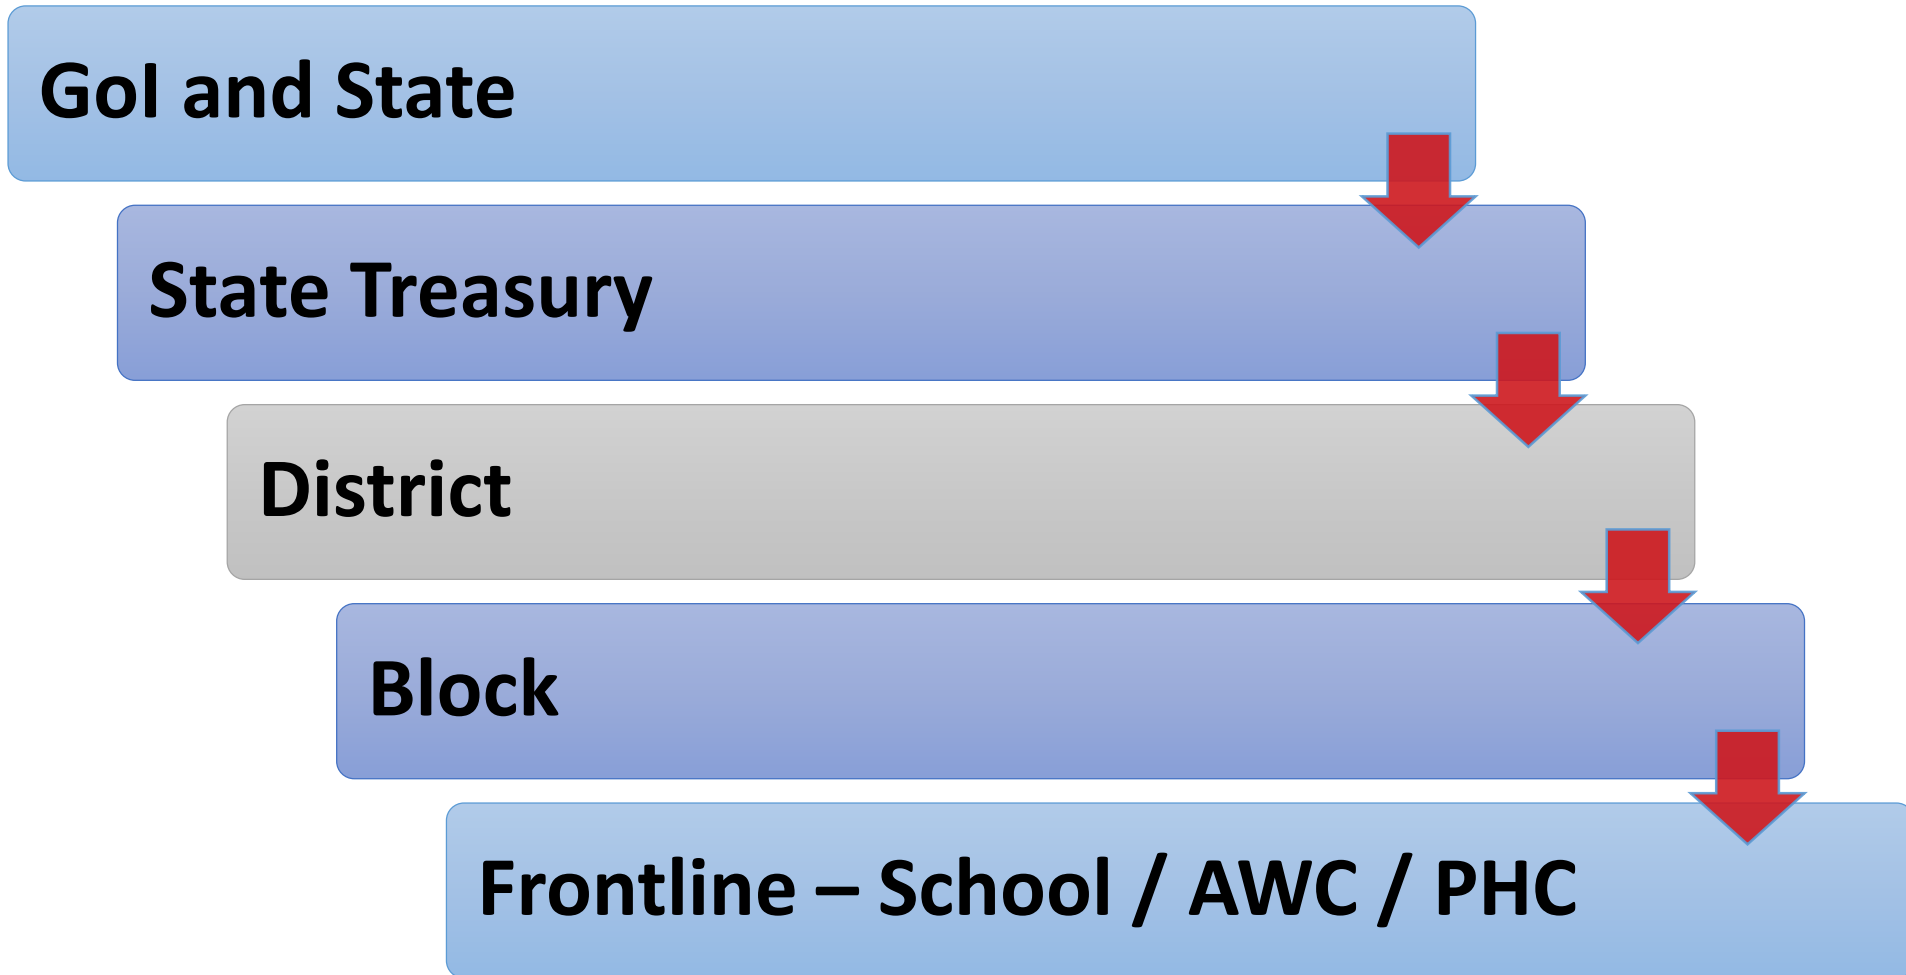 GoI and State
State Treasury
District
Block
Frontline – School / AWC / PHC